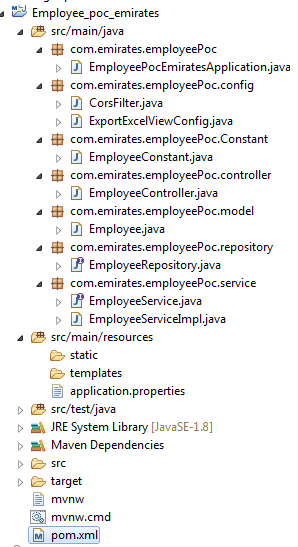 Employee_poc_emirates
src/main/java
com.emirates.employeePoc
EmployeePocEmiratesApplication.java
com.emirates.employeePoc.config
CorsFilter.java
ExportExcelViewConfig.java
com.emirates.employeePoc.Constant
EmployeeConstant.java
com.emirates.employeePoc.controller
EmployeeController.java
com.emirates.employeePoc.model
Employee.java
com.emirates.employeePoc.repository
EmployeeRepository.java
com.emirates.employeePoc.service
EmployeeService.java
EmployeeServiceImpl.java
src/main/resources
static
templates
application.properties
src/test/java
JRE System Library [JavaSE-1.8]
Maven Dependencies
src
target
mvnw
mvnw.cmd
pom.xml